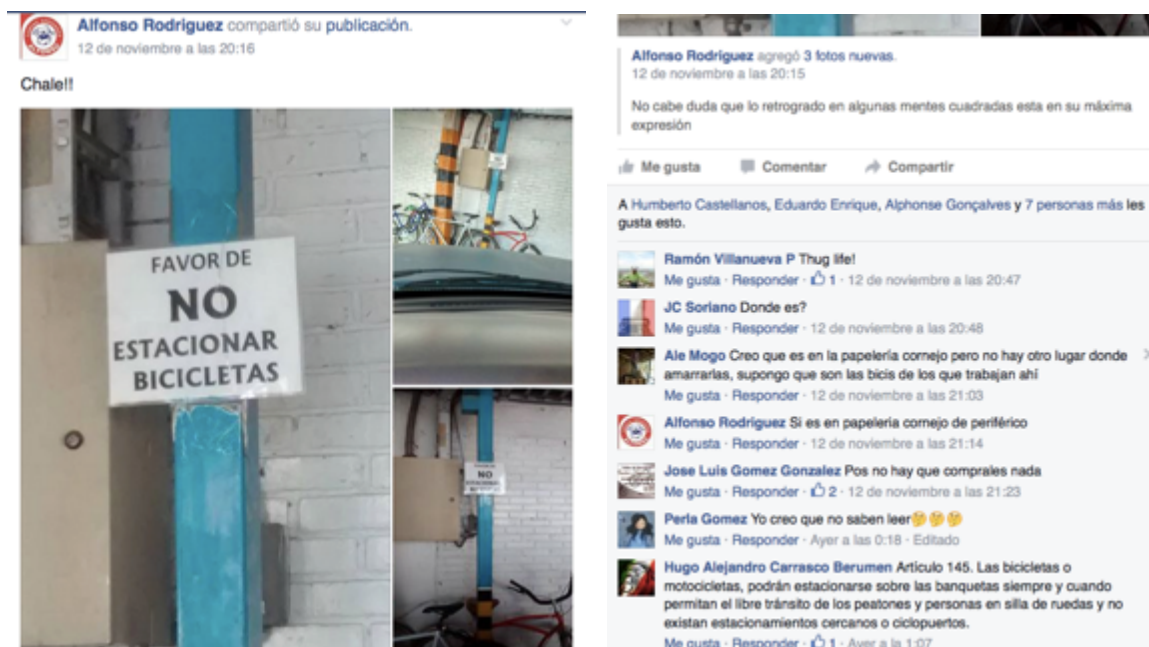 Alfonso Rodriguez compartió su publicación.
12 de noviembre a las 20:16
Chale!!
FAVOR DE
NO
ESTACIONAR
BICICLETAS
NO
ESTACIONAR
BICICLETAS
Alfonso Rodriguez agregó 3 fotos nuevas.
12 de noviembre a las 20:15
No cabe duda que lo retrogrado en algunas mentes cuadradas esta en su máxima
expresión
Me gusta Comentar Compartir
A Humberto Castellanos, Eduardo Enrique, Alphonse Gonçalves y 7 personas más les
gusta esto.
Ramón Villanueva P Thug life!
Me gusta · Responder · 1 · 12 de noviembre a las 20:47
JC Soriano Donde es?
Me gusta · Responder · 12 de noviembre a las 20:48
Ale Mogo Creo que es en la papelería cornejo pero no hay otro lugar donde
amarrarlas, supongo que son las bicis de los que trabajan ahí
Me gusta · Responder · 12 de noviembre a las 21:03
Alfonso Rodriguez Si es en papelería cornejo de periférico
Me gusta · Responder · 12 de noviembre a las 21:14
Jose Luis Gomez Gonzalez Pos no hay que comprales nada
Me gusta · Responder · 2 · 12 de noviembre a las 21:23
Perla Gomez Yo creo que no saben leer🤔🤔🤔
Me gusta · Responder · Ayer a las 0:18 · Editado
Hugo Alejandro Carrasco Berumen Artículo 145. Las bicicletas o
motocicletas, podrán estacionarse sobre las banquetas siempre y cuando
permitan el libre tránsito de los peatones y personas en silla de ruedas y no
existan estacionamientos cercanos o ciclopuertos.
Me gusta · Responder · 1 · Ayer a la 1:07